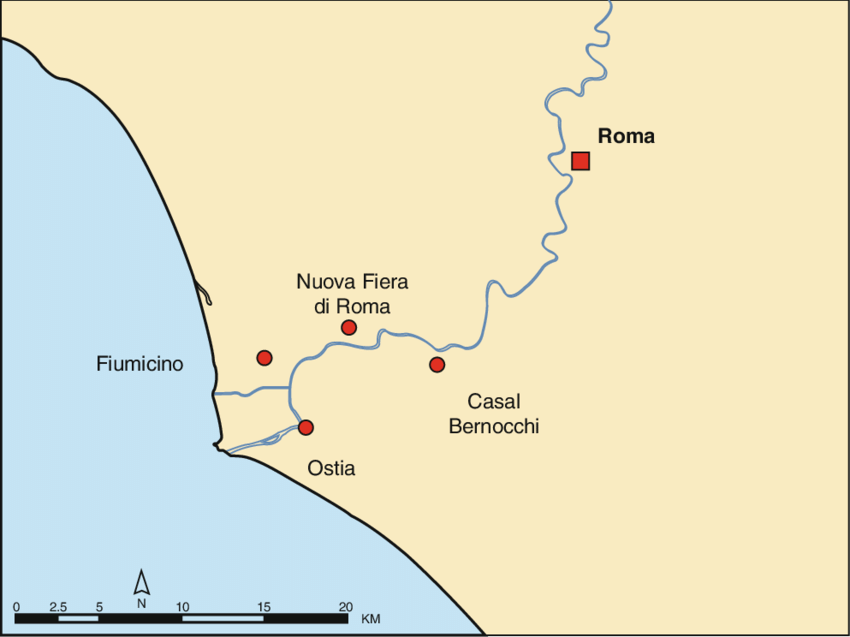 Roma
Nuova Fiera
di Roma
Fiumicino
Casal
Bernocchi
Ostia
N
0 2.5 5 10 15 20
KM